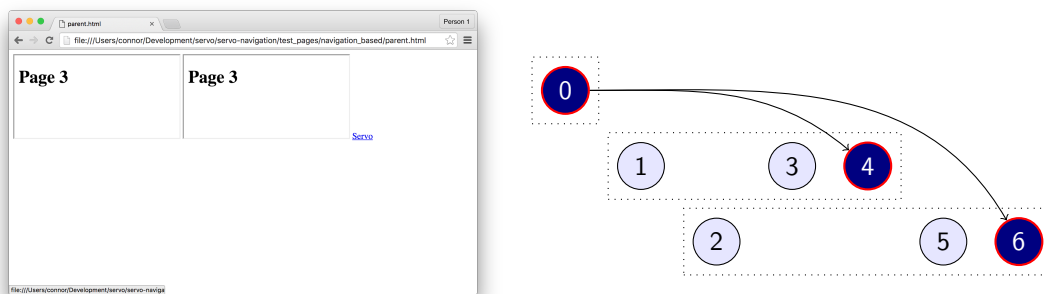 parent.html
Person 1
file:///Users/connor/Development/servo/servo-navigation/test_pages/navigation_based/parent.html
Page 3 Page 3
Servo
file:///Users/connor/Development/servo/servo-naviga
0
1 3 4
2 5 6